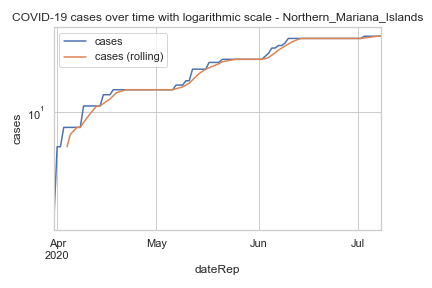 COVID-19 cases over time with logarithmic scale - Northern_Mariana_Islands
cases
cases (rolling)
10¹
cases
Apr
2020
May
Jun
Jul
dateRep